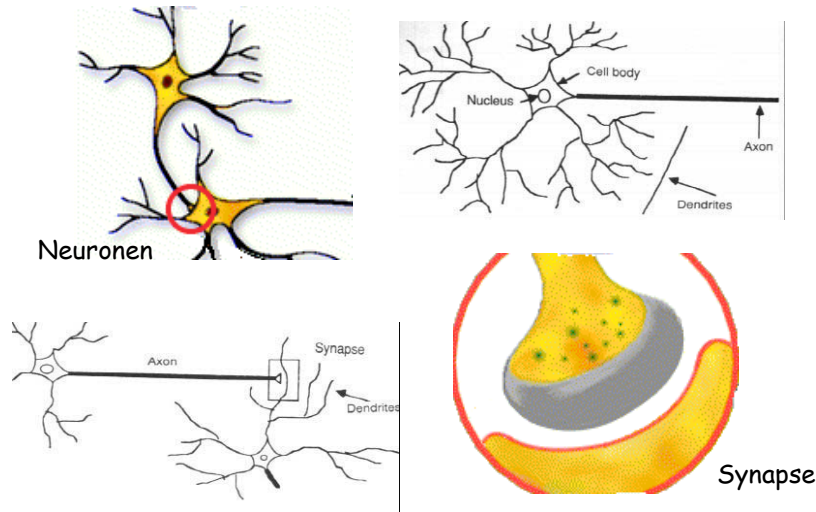 Neuronen
Cell body
Nucleus
Axon
Dendrites
Axon
Synapse
Dendrites
Synapse